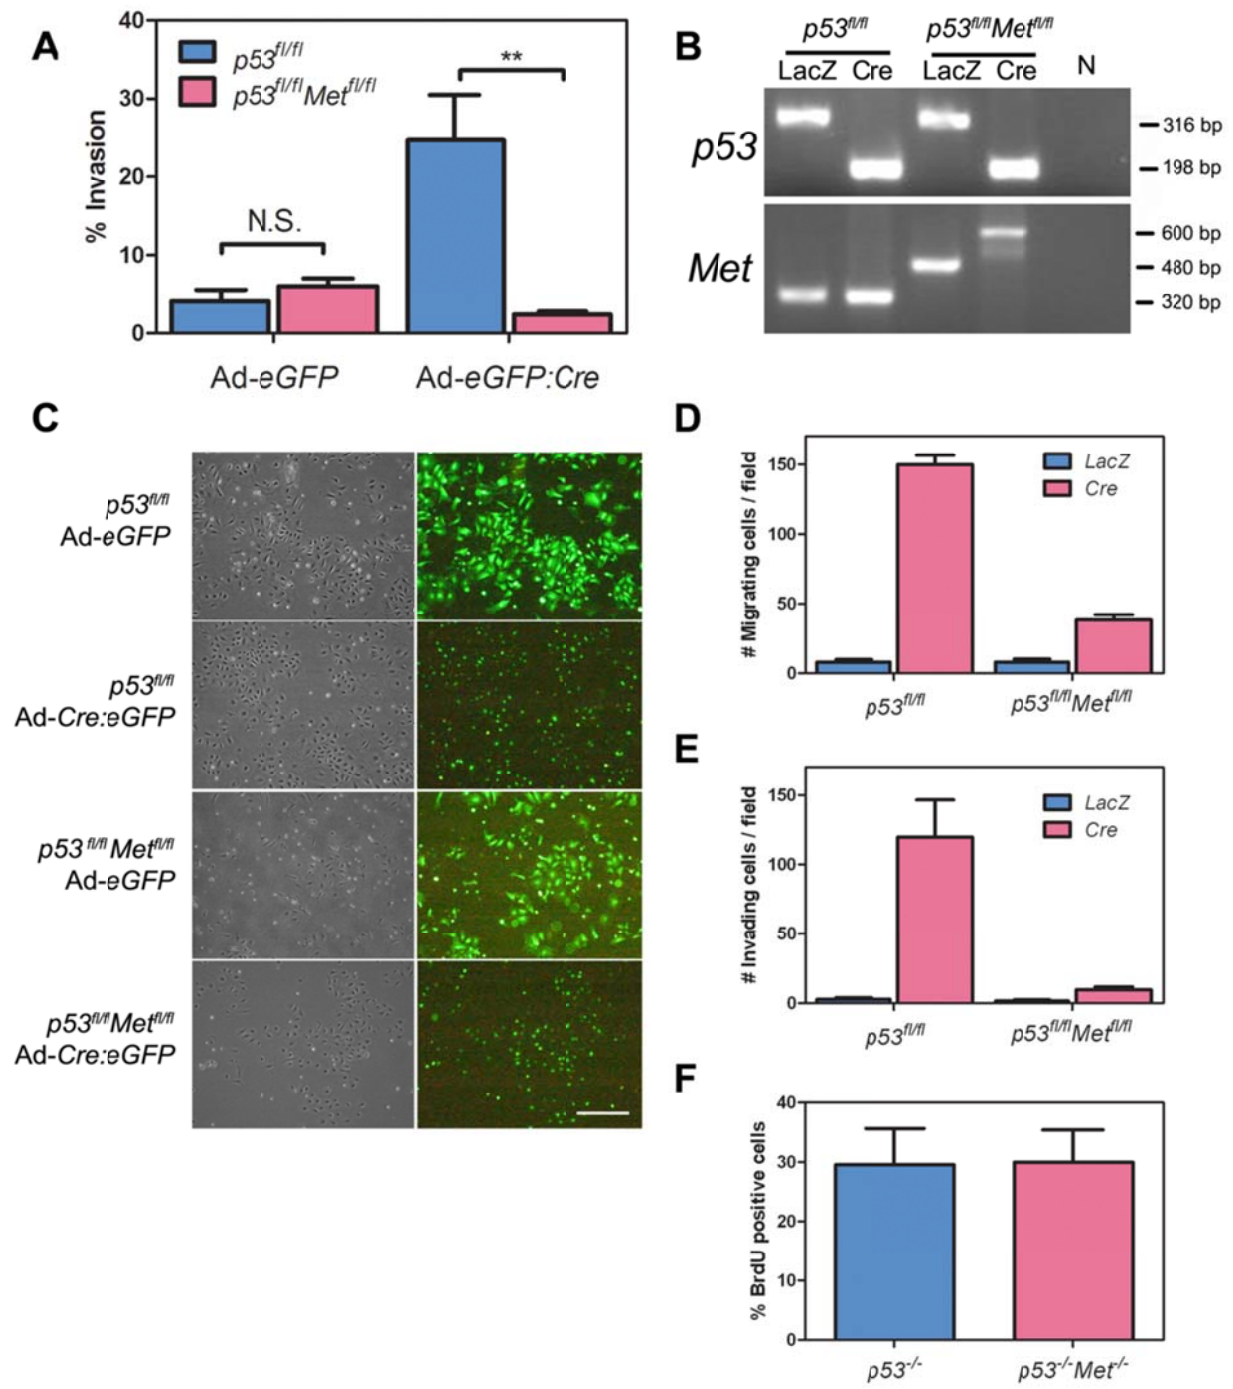 A
40
30
20
10
0
% Invasion
p53fl/fl
p53fl/flMetfl/fl
N.S.
**
Ad-eGFP
Ad-eGFP:Cre
B
p53fl/fl
p53fl/flMetfl/fl
LacZ Cre LacZ Cre N
p53
316 bp
198 bp
Met
600 bp
480 bp
320 bp
C
p53fl/fl
Ad-eGFP
p53fl/fl
Ad-Cre:eGFP
p53fl/flMetfl/fl
Ad-eGFP
p53fl/flMetfl/fl
Ad-Cre:eGFP
D
# Migrating cells / field
150
100
50
0
LacZ
Cre
p53fl/fl
p53fl/flMetfl/fl
E
# Invading cells / field
150
100
50
0
LacZ
Cre
p53fl/fl
p53fl/flMetfl/fl
F
% BrdU positive cells
40
30
20
10
0
p53-/-
p53-/-Met-/-